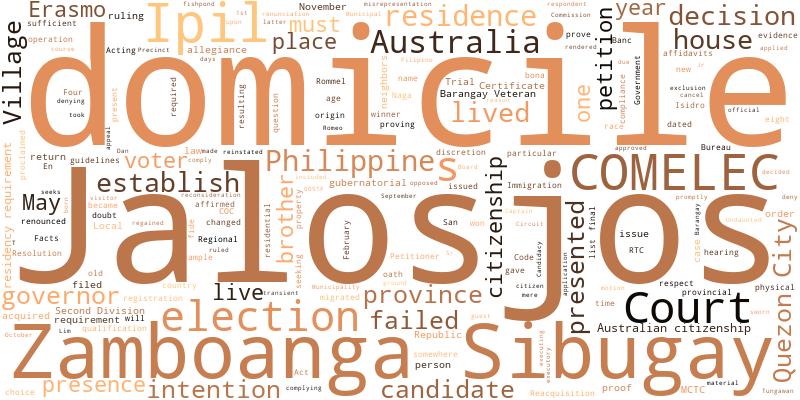 Erasmo
ruling
Ipil
November
must
residence
year
decision
house
place
Australia
Barangay Veteran
petition
Village
domicile
lived
one
voter
Philippines
COMELEC
establish
May
brother
citizenship
presented
Jalosjos
governor
live
election
province
failed
Court
Australian citizenship
Quezon City
Zamboanga Sibugay
presence
intention
candidate
sufficient
operation
course
Acting
Precinct
allegiance
days
fishpond
renunciation
latter
Municipal
misrepresentation
respondent
Commission
prove
rendered
Banc
evidence
applied
affidavits
new
jr
Four
denying
took
present
required
resulting
question
Rommel
age
origin
Romeo
neighbors
name
Filipino
Naga
winner
proving
Trial
bona
Certificate
reason
race
due
compliance
Government
exclusion
cancel
Isidro
dated
official
eight
approved
Bureau
appeal
proclaimed
residency requirement
return
En
guidelines
Dan
law
made
reinstated
comply
gubernatorial
opposed
Board
discretion
issued
particular
Immigration
decided
seeks
born
renounced
visitor
became
doubt
Local
reconsideration
affirmed
COC
changed
regained
fide
Facts
Resolution
Regional
ruled
ample
residential
included
property
seeking
February
September
Petitioner
San
won
Captain
Circuit
Code
gave
citizen
mere
Candidacy
application
list
final
issue
RTC
Barangay
case
promptly
Undaunted
hearing
order
deny
physical
Motion
old
filed
country
transient
Municipality
migrated
oath
ground
motion
time
respect
provincial
sworn
acquired
registration
Second Division
requirement
will
Lim
qualification
October
choice
Act
complying
guest
Republic
somewhere
person
executing
executory
Reacquisition
proof
MCTC
material
Tungawan